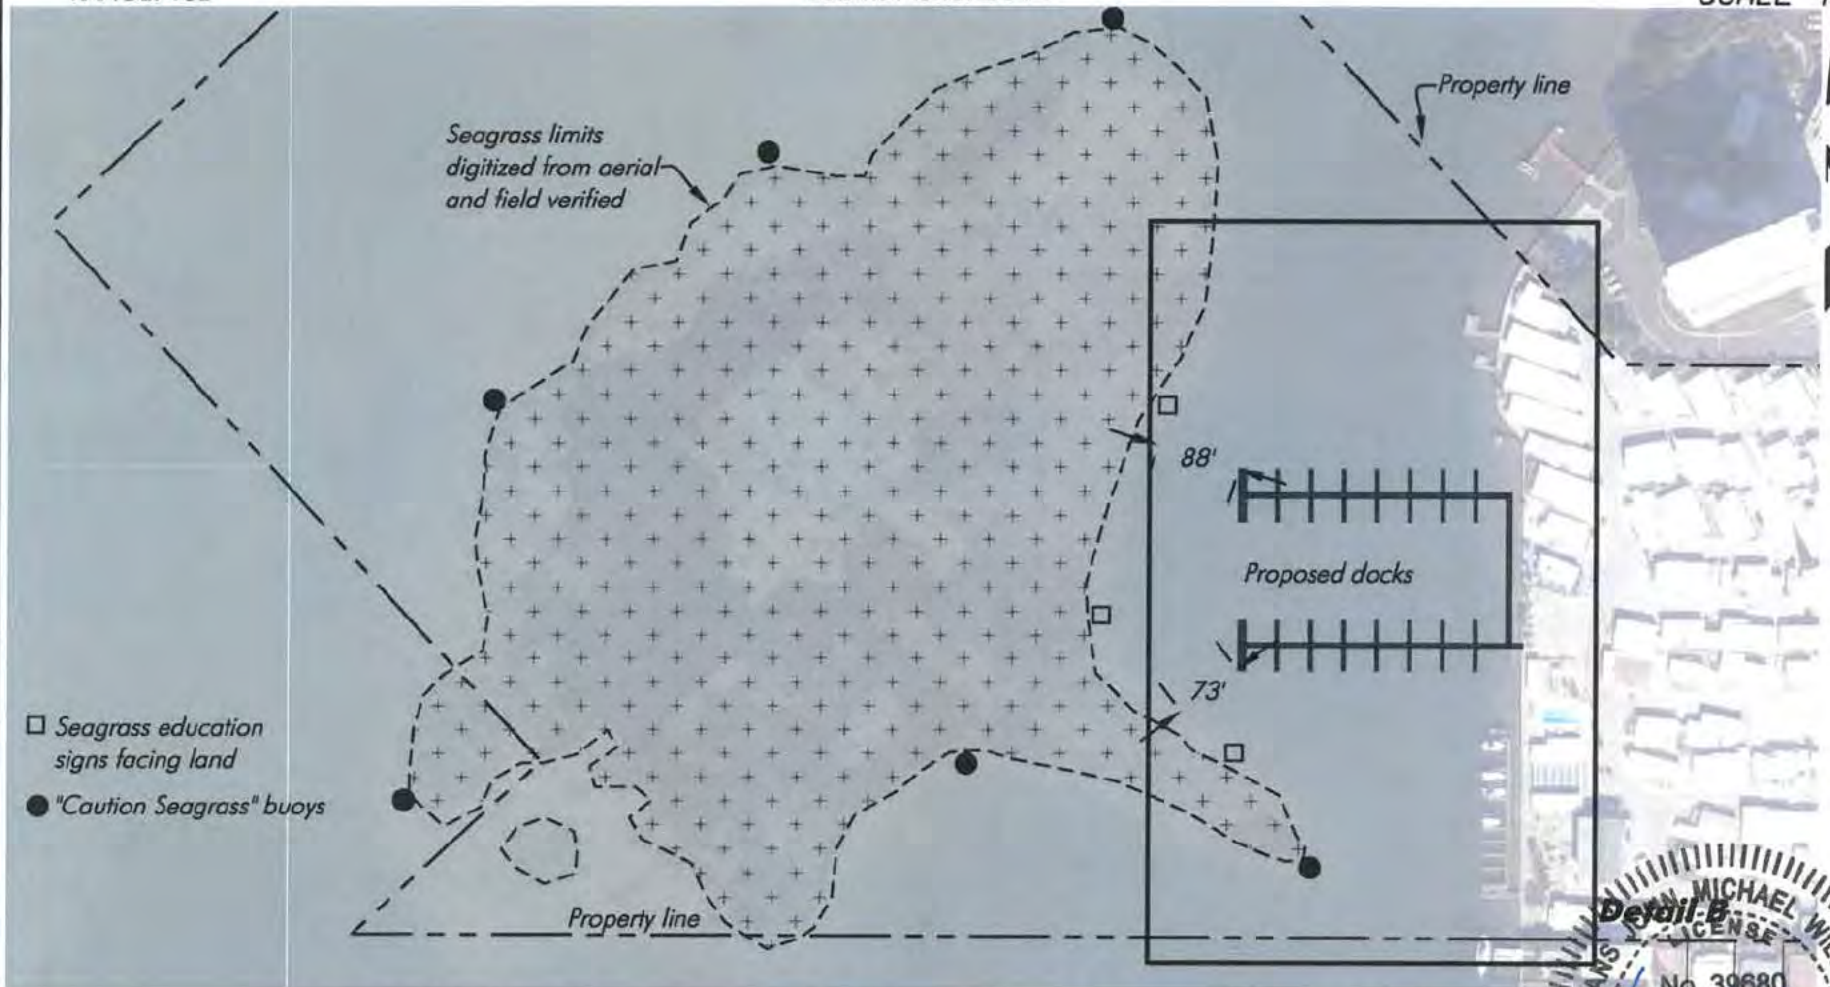 Property line
Seagrass limits
digitized from aerial
and field verified
88'
Proposed docks
73'
Seagrass education
signs facing land
"Caution Seagrass" buoys
Property line
Detail B
MICHAEL
LICENSE
No. 39680